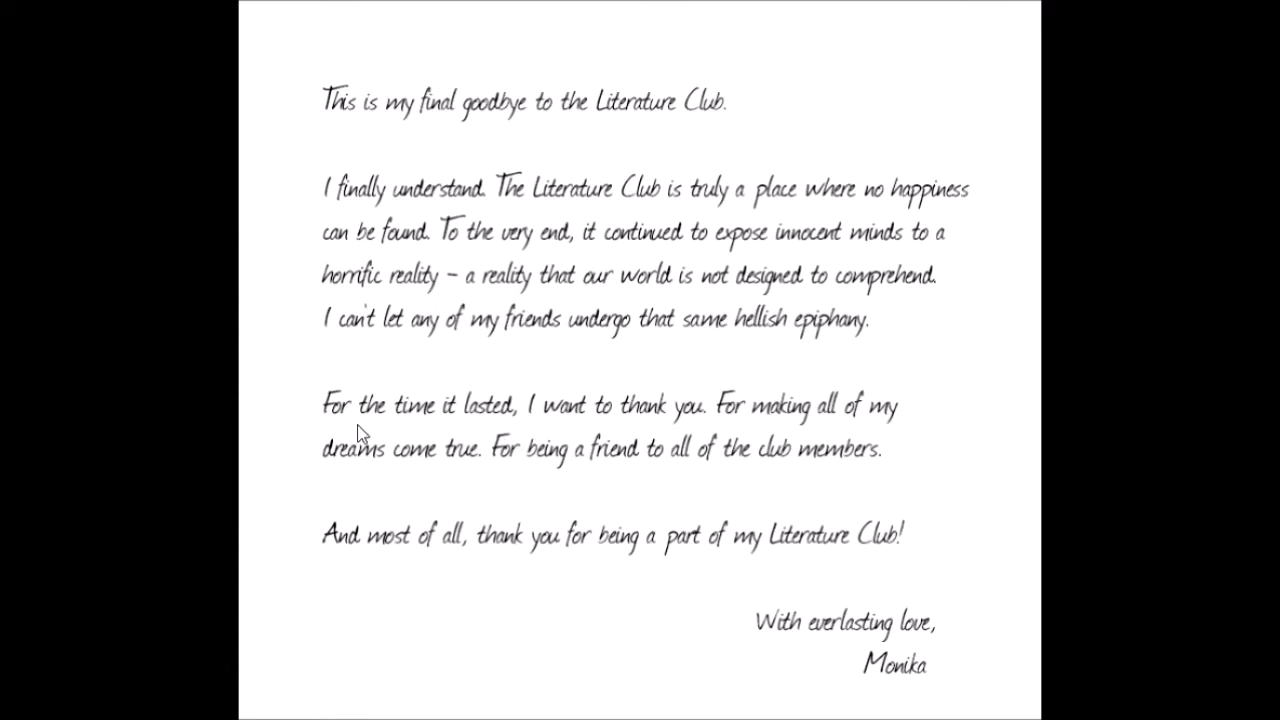 This is my final goodbye to the Literature Club.
I finally understand. The Literature Club is truly a place where no happiness
can be found. To the very end, it continued to expose innocent minds to a
horrific reality - a reality that our world is not designed to comprehend.
I can't let any of my friends undergo that same hellish epiphany.
For the time it lasted, I want to thank you. For making all of my
dreams come true. For being a friend to all of the club members.
And most of all, thank you for being a part of my Literature Club!
With everlasting love,
Monika